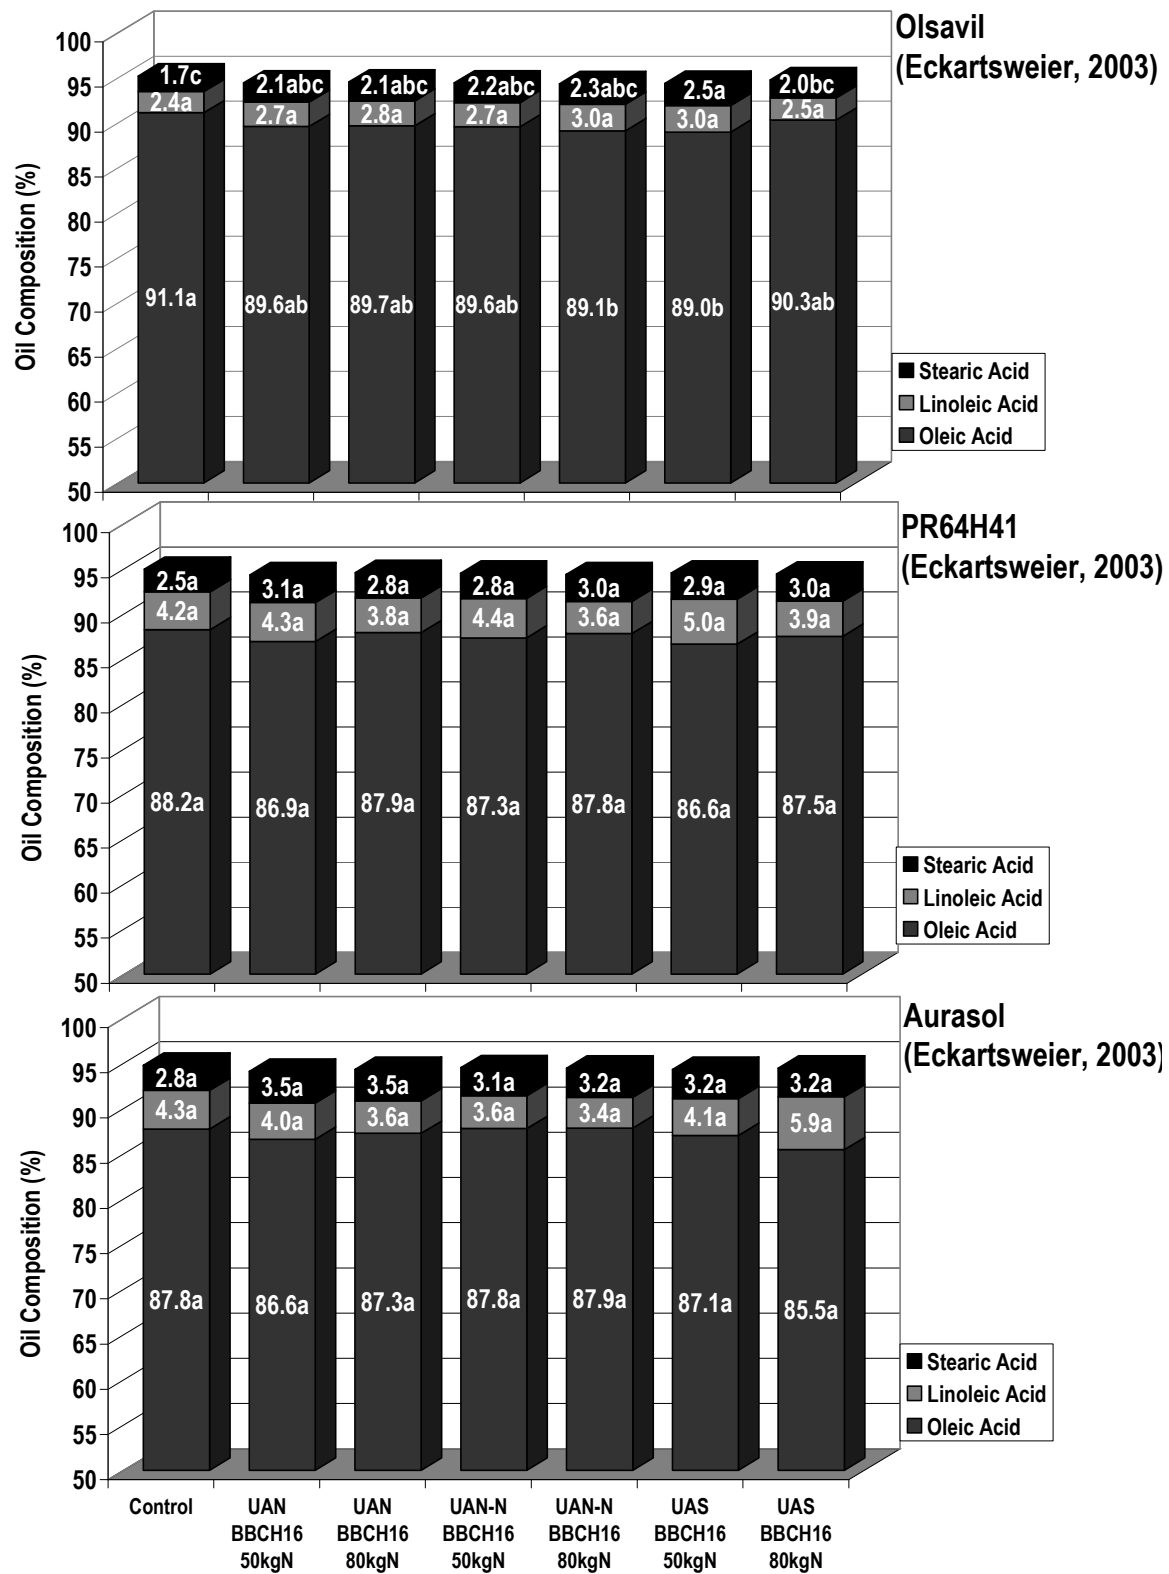 Olsavil
(Eckartsweier, 2003)
Oil Composition (%)
100
95
90
85
80
75
70
65
60
55
50
1.7c 2.1abc 2.1abc 2.2abc 2.3abc 2.5a 2.0bc
2.4a 2.7a 2.8a 2.7a 3.0a 3.0a 2.5a
91.1a 89.6ab 89.7ab 89.6ab 89.1b 89.0b 90.3ab
Stearic Acid
Linoleic Acid
Oleic Acid
PR64H41
(Eckartsweier, 2003)
Oil Composition (%)
100
95
90
85
80
75
70
65
60
55
50
2.5a 3.1a 2.8a 2.8a 3.0a 2.9a 3.0a
4.2a 4.3a 3.8a 4.4a 3.6a 5.0a 3.9a
88.2a 86.9a 87.9a 87.3a 87.8a 86.6a 87.5a
Stearic Acid
Linoleic Acid
Oleic Acid
Aurasol
(Eckartsweier, 2003)
Oil Composition (%)
100
95
90
85
80
75
70
65
60
55
50
2.8a 3.5a 3.5a 3.1a 3.2a 3.2a 3.2a
4.3a 4.0a 3.6a 3.6a 3.4a 4.1a 5.9a
87.8a 86.6a 87.3a 87.8a 87.9a 87.1a 85.5a
Stearic Acid
Linoleic Acid
Oleic Acid
Control UAN UAN UAN-N UAN-N UAS UAS
BBCH16 BBCH16 BBCH16 BBCH16 BBCH16 BBCH16
50kgN 80kgN 50kgN 80kgN 50kgN 80kgN